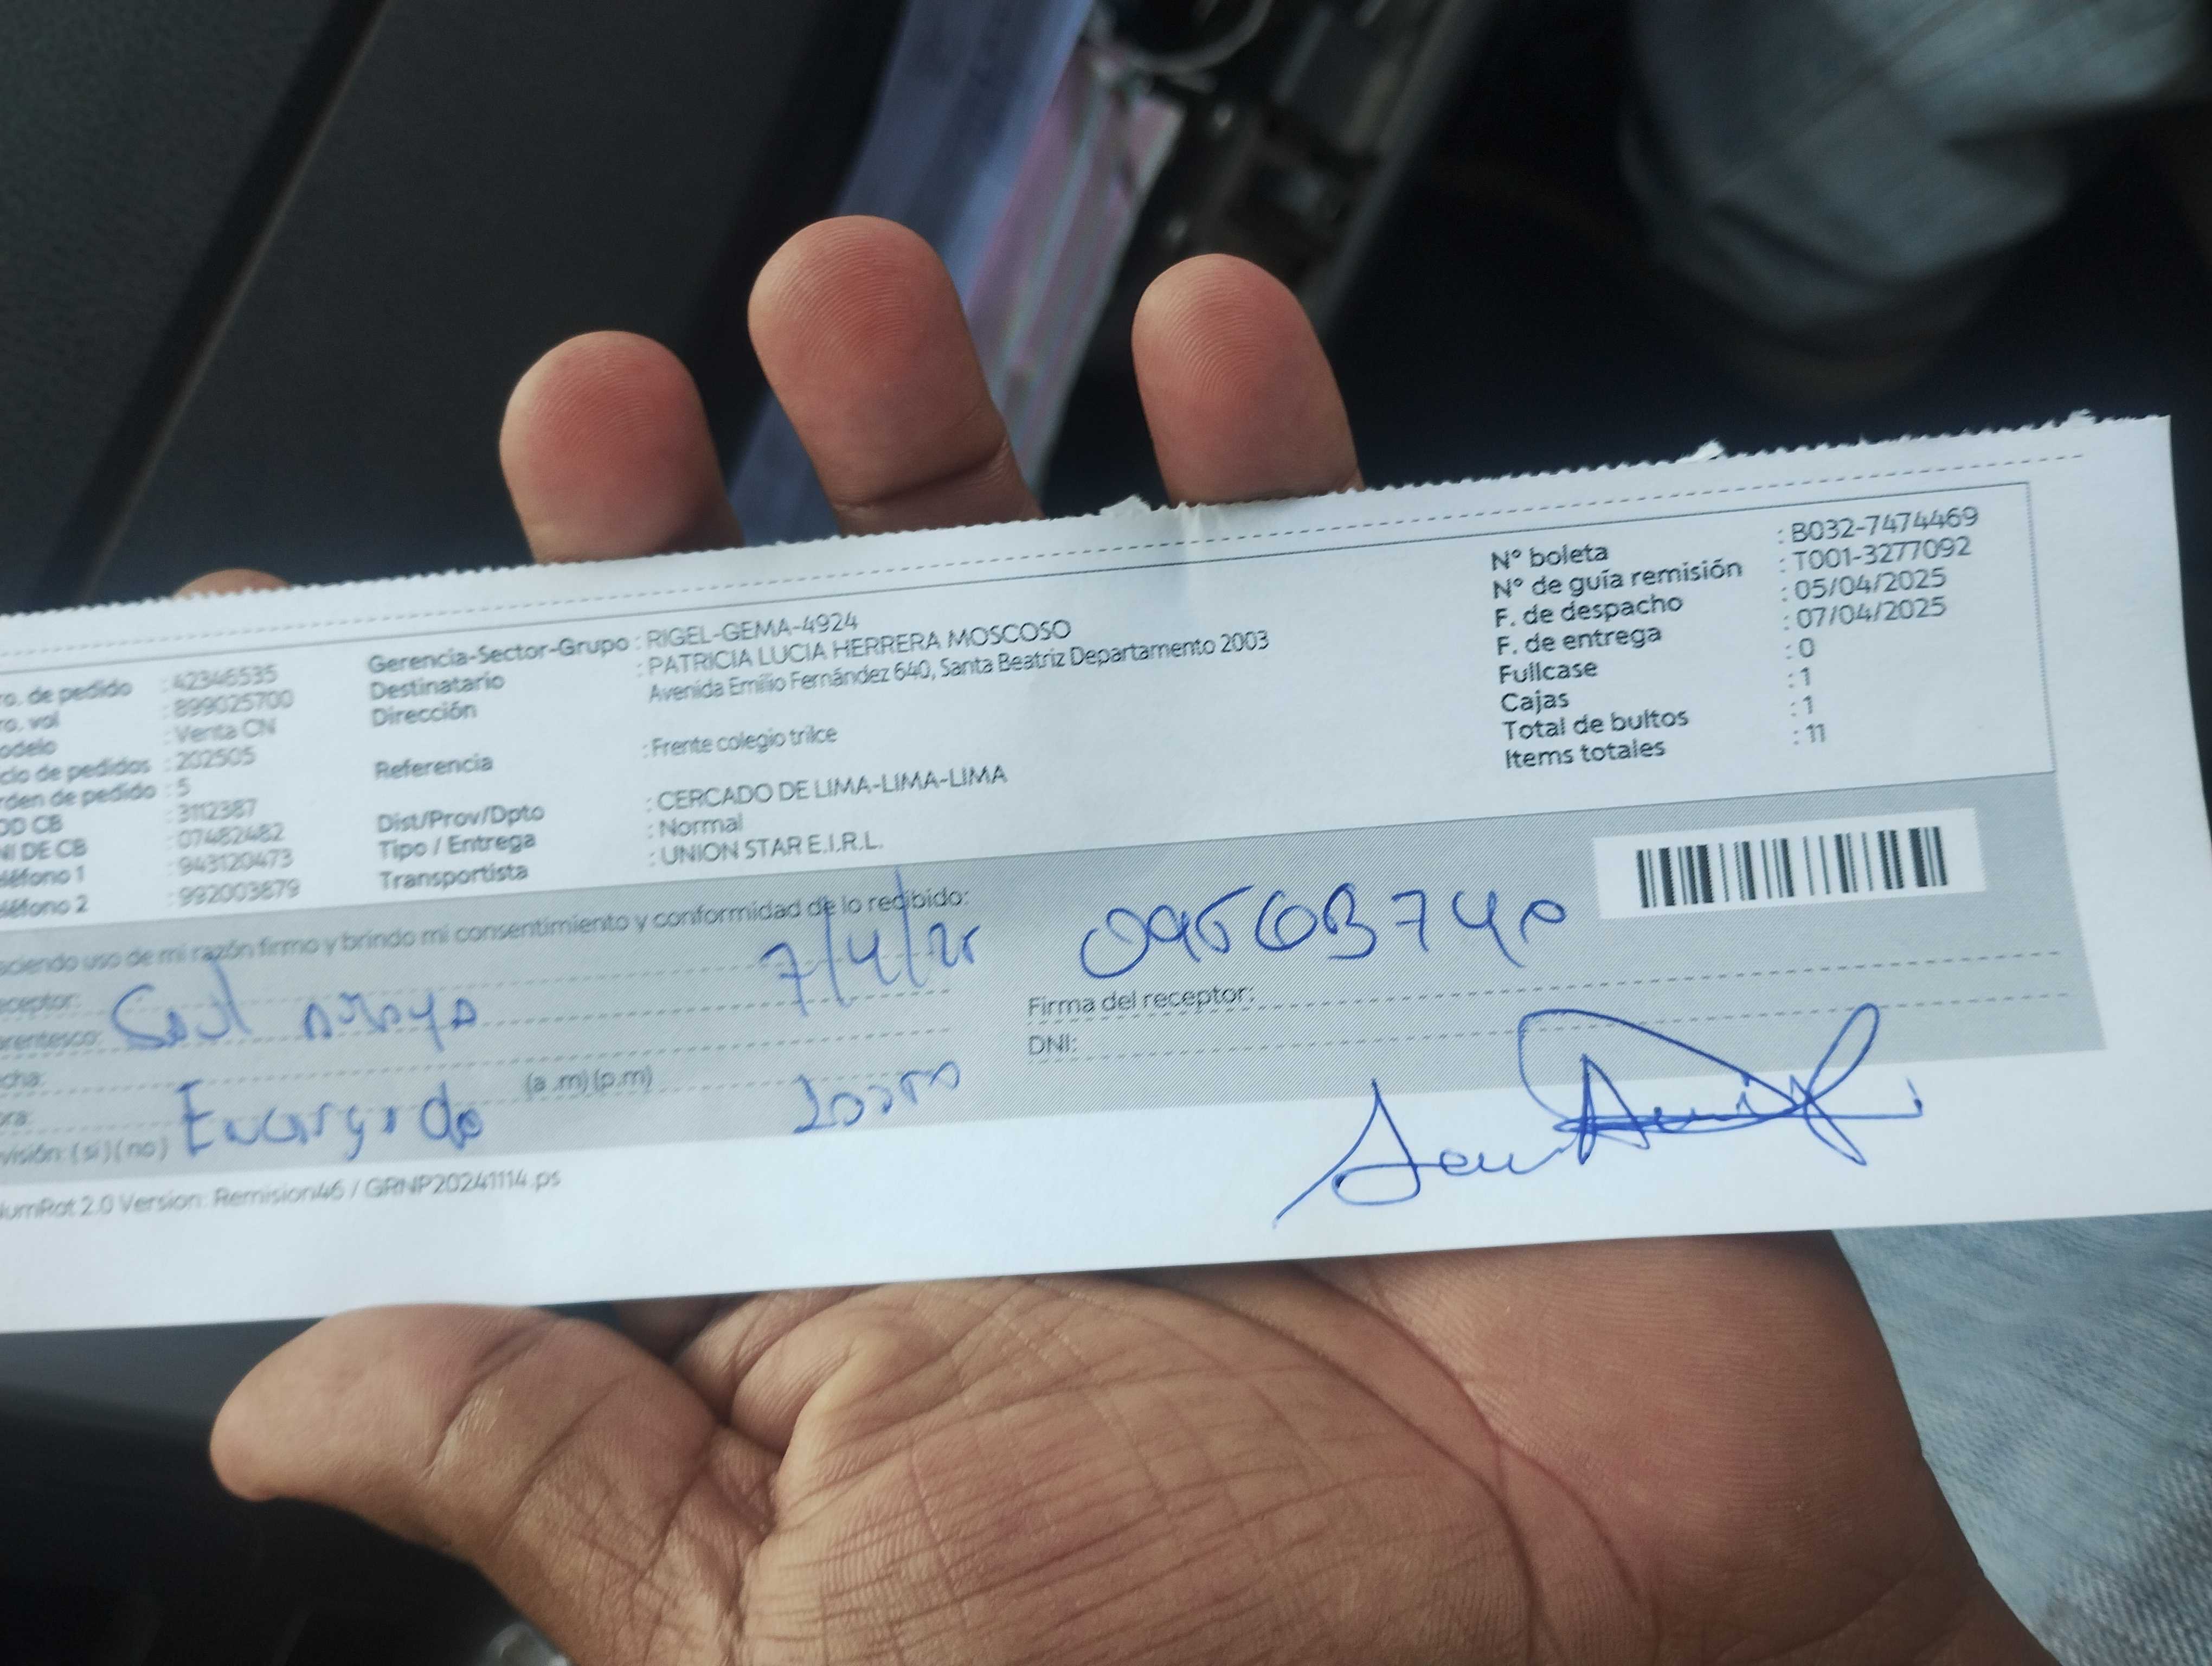 ro. de pedido : 42346535
ro. vol : 899025700
odelo : Venta CN
clo de pedidos : 202505
rden de pedido : 5
OD CB : 3112387
NI DE CB : 07482482
eléfono 1 : 943120473
eléfono 2 : 992003879
Gerencia-Sector-Grupo : RIGEL-GEMA-4924
Destinatario : PATRICIA LUCIA HERRERA MOSCOSO
Dirección Avenida Emilio Fernández 640, Santa Beatriz Departamento 2003
Referencia : Frente colegio trilce
Dist/Prov/Dpto : CERCADO DE LIMA-LIMA-LIMA
Tipo / Entrega : Normal
Transportista : UNION STAR E.I.R.L.
N° boleta : B032-7474469
N° de guía remisión : T001-3277092
F. de despacho : 05/04/2025
F. de entrega : 07/04/2025
Fullcase : 0
Cajas : 1
Total de bultos : 1
Items totales : 11
aciendo uso de mi razón firmo y brindo mi consentimiento y conformidad de lo recibido:
eceptor:
arentesco:
echa:
ora: (a .m) (p.m)
visión: ( si ) ( no )
7/4/25
Encargado
Firma del receptor:
DNI:
NumRot 2.0 Version: Remision46 / GRNP20241114.ps